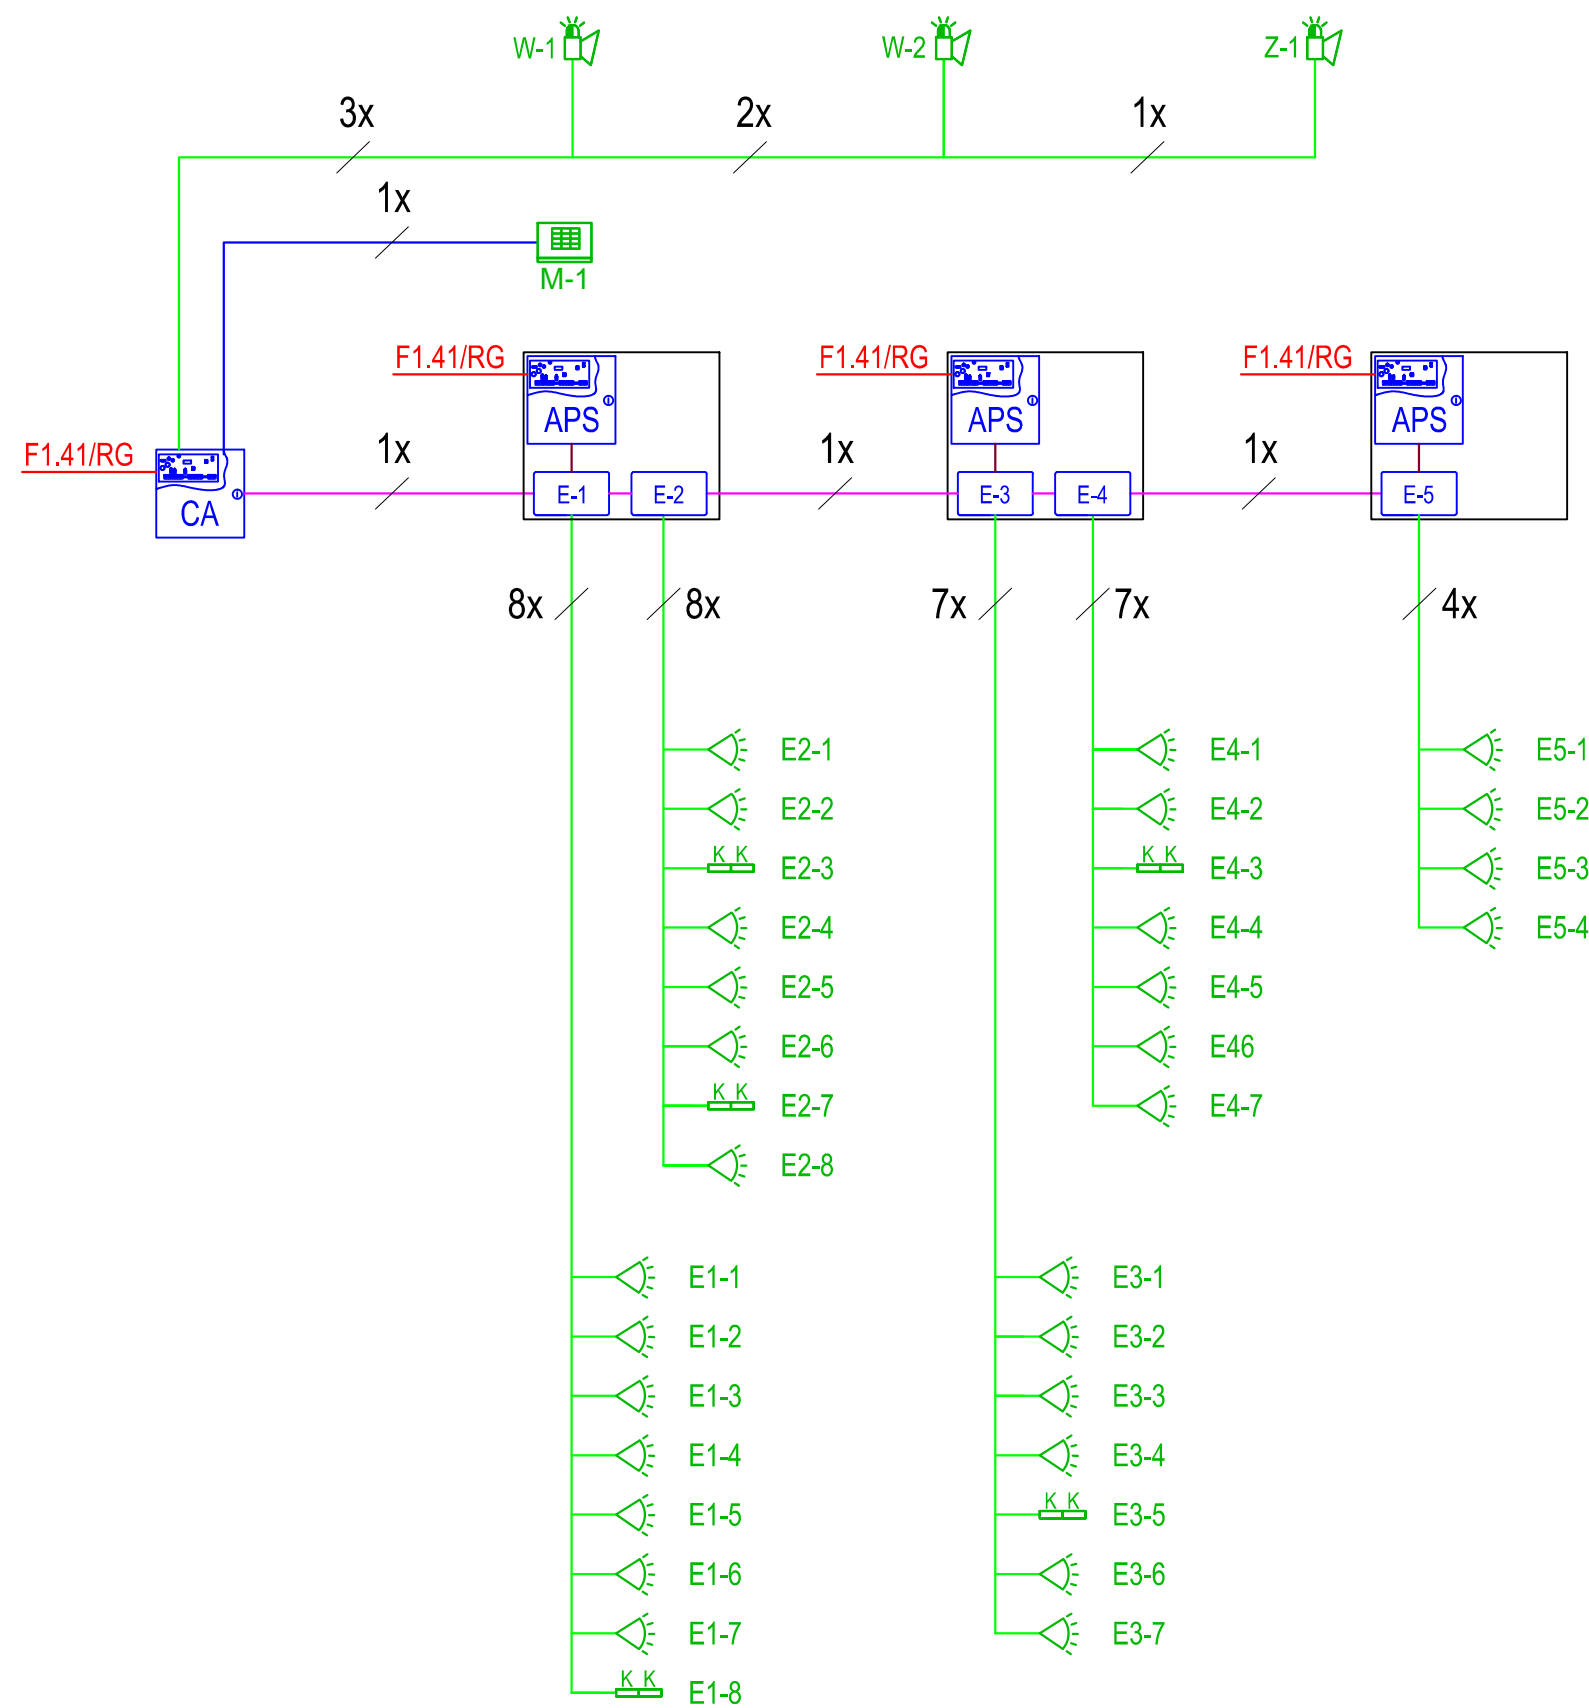 W-1
W-2
Z-1
3x
2x
1x
1x
M-1
F1.41/RG
F1.41/RG
F1.41/RG
APS
APS
APS
F1.41/RG
1x
1x
1x
CA
E-1
E-2
E-3
E-4
E-5
8x
8x
7x
7x
4x
E2-1
E4-1
E5-1
E2-2
E4-2
E5-2
K K
E2-3
K K
E4-3
E5-3
E2-4
E4-4
E5-4
E2-5
E4-5
E2-6
E46
K K
E2-7
E4-7
E2-8
E1-1
E3-1
E1-2
E3-2
E1-3
E3-3
E1-4
E3-4
E1-5
K K
E3-5
E1-6
E3-6
E1-7
E3-7
K K
E1-8